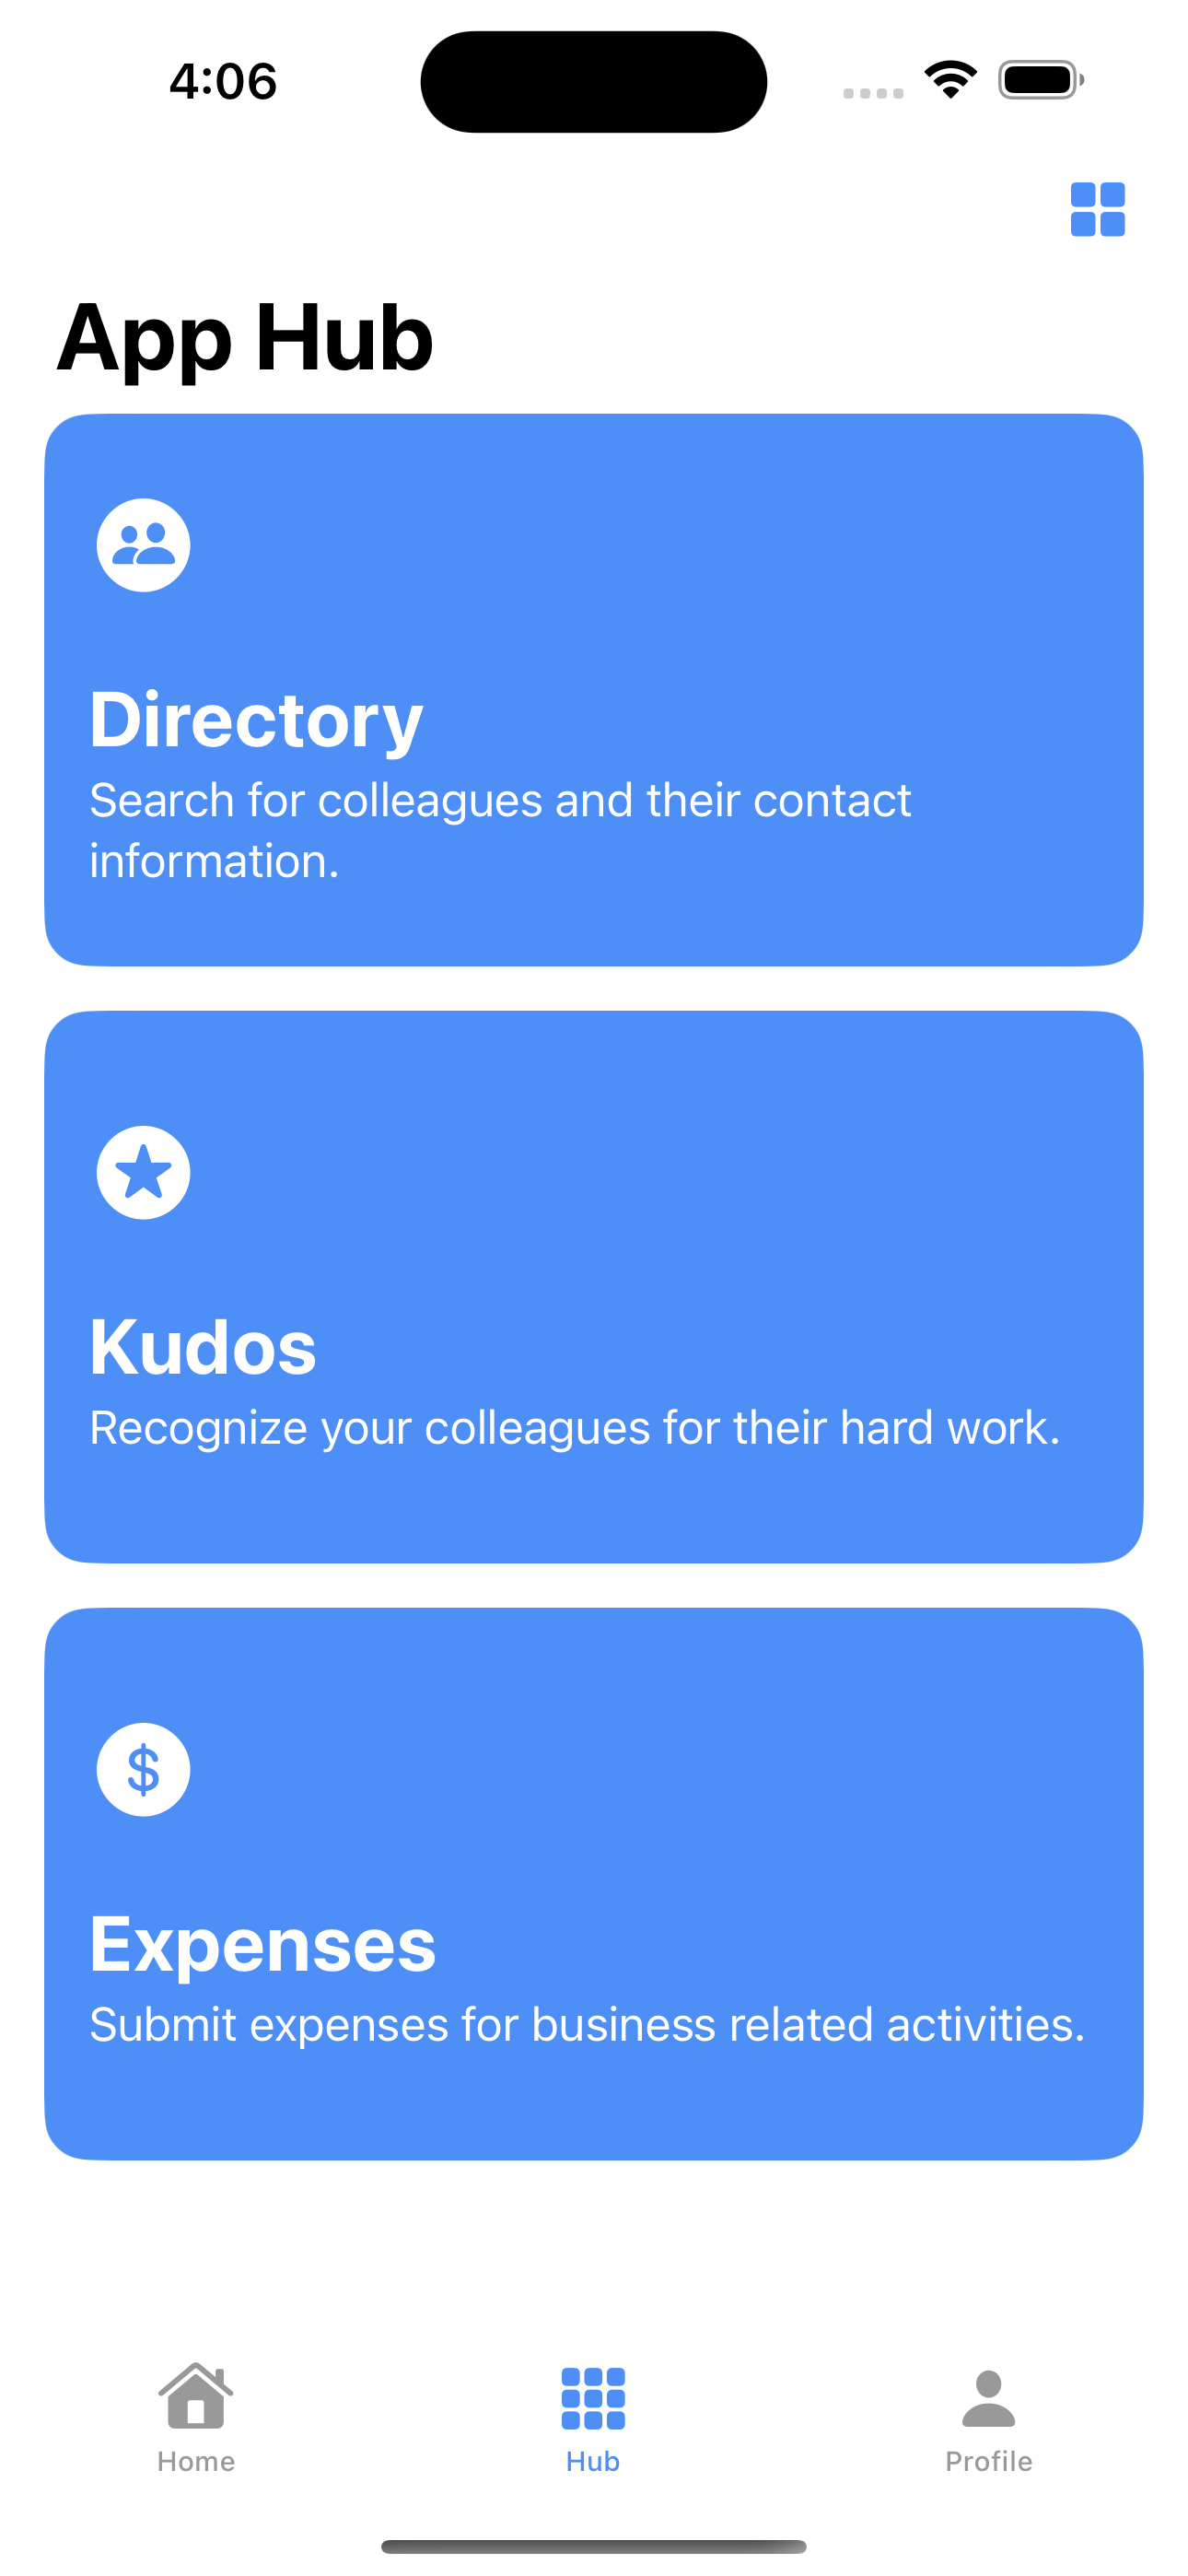 4:06
App Hub
Directory
Search for colleagues and their contact
information.
Kudos
Recognize your colleagues for their hard work.
$
Expenses
Submit expenses for business related activities.
Home
Hub
Profile